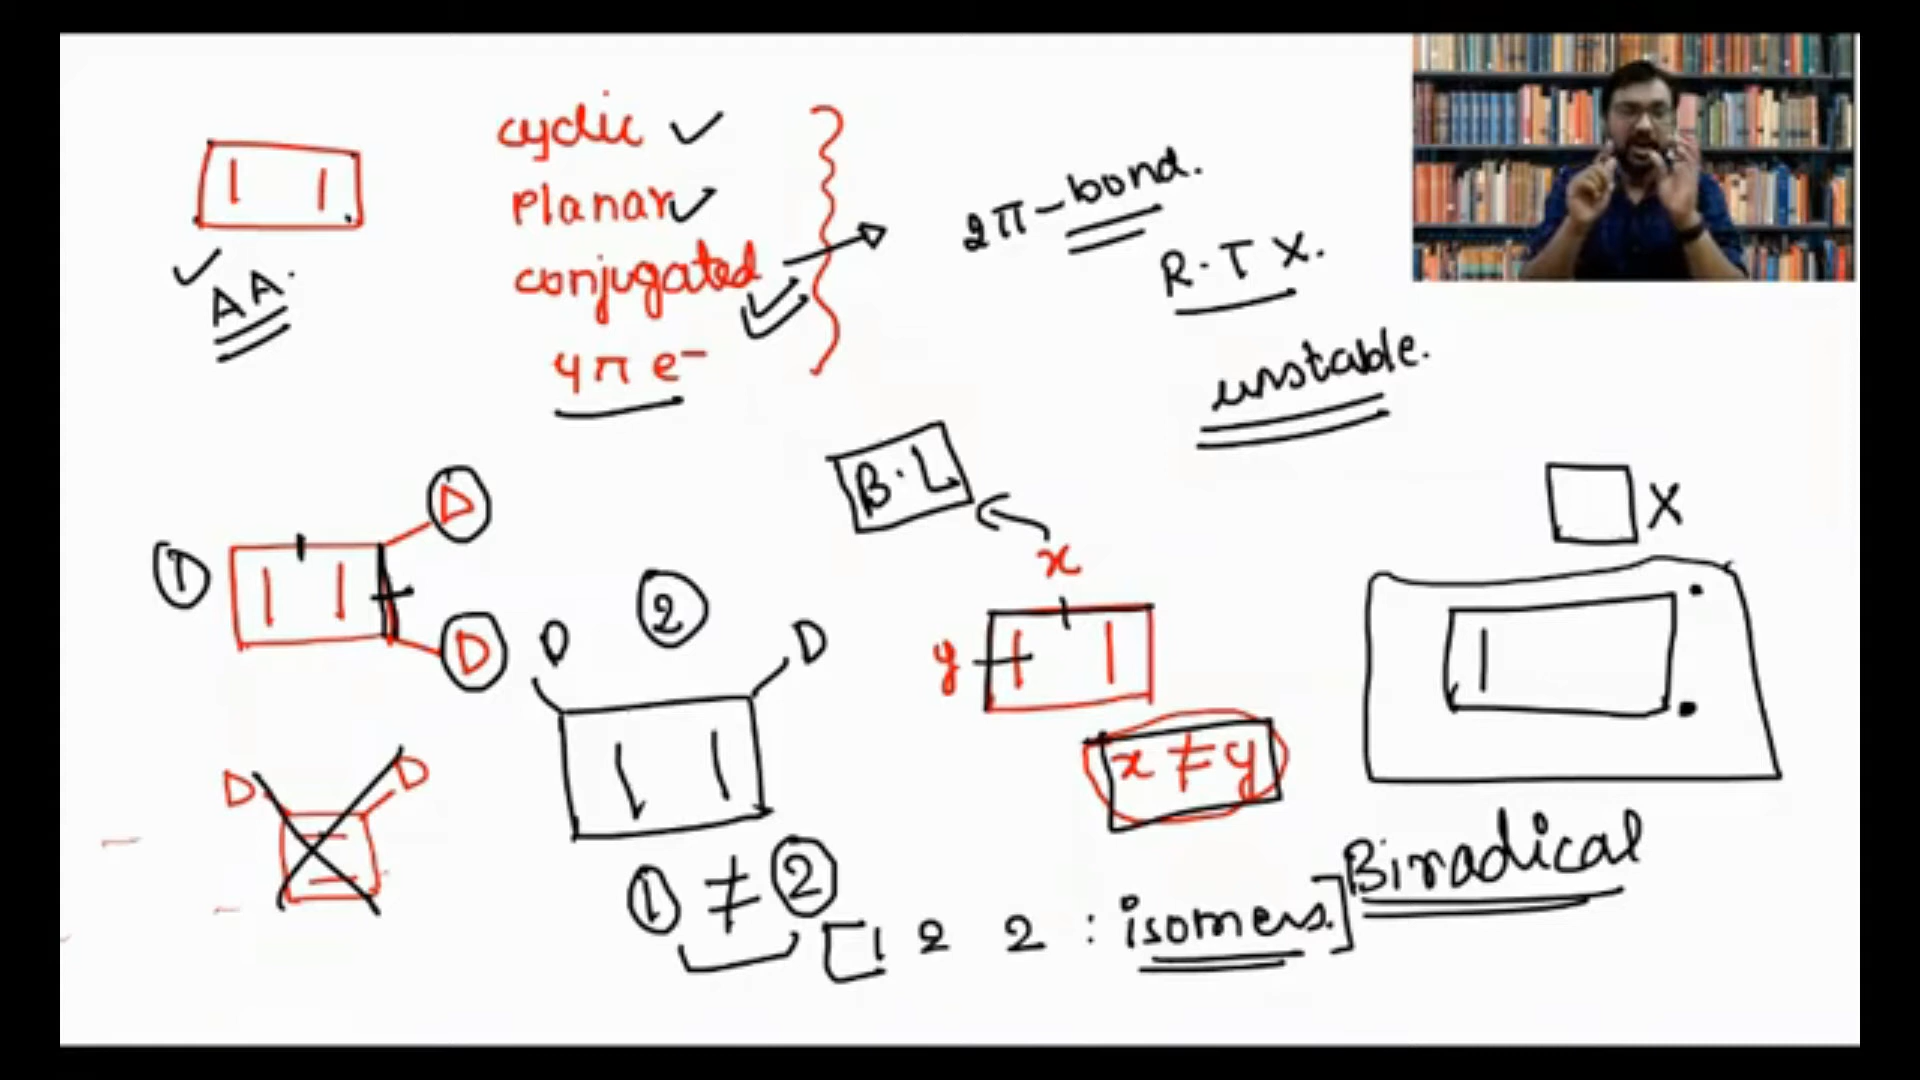 cyclic ✓
planar ✓
conjugated ✓
4π e⁻
✓ AA.
2π-bond.
R.T X.
unstable.
B.L
① D
D
②
D D
x
y
x ≠ y
X
D D
① ≠ ②
[1 2 2 : isomers.]
Biradical